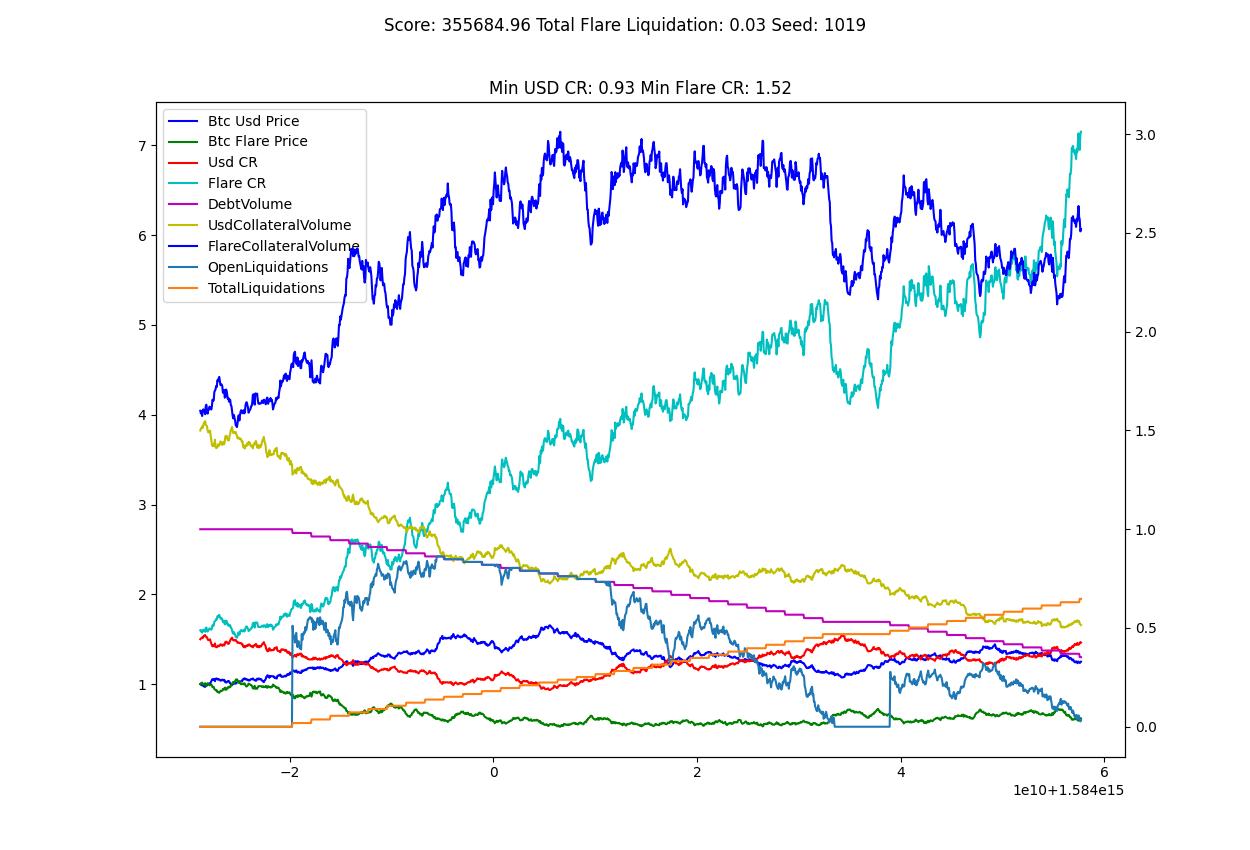 Score: 355684.96 Total Flare Liquidation: 0.03 Seed: 1019
Min USD CR: 0.93 Min Flare CR: 1.52
Btc Usd Price
Btc Flare Price
Usd CR
Flare CR
DebtVolume
UsdCollateralVolume
FlareCollateralVolume
OpenLiquidations
TotalLiquidations
7
6
5
4
3
2
1
3.0
2.5
2.0
1.5
1.0
0.5
0.0
−2 0 2 4 6
1e10+1.584e15